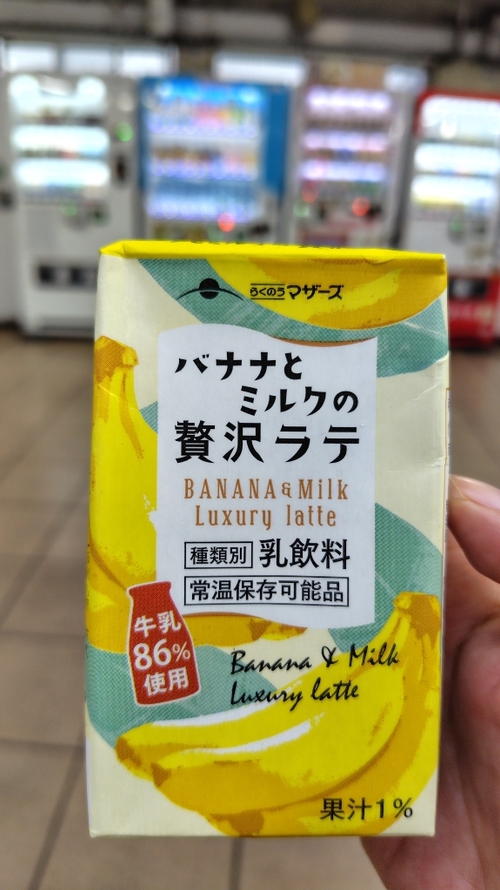 らくのうマザーズ
バナナと
ミルクの
贅沢ラテ
BANANA&Milk
Luxury latte
種類別 乳飲料
常温保存可能品
牛乳
86%
使用
Banana & Milk
Luxury latte
果汁1%